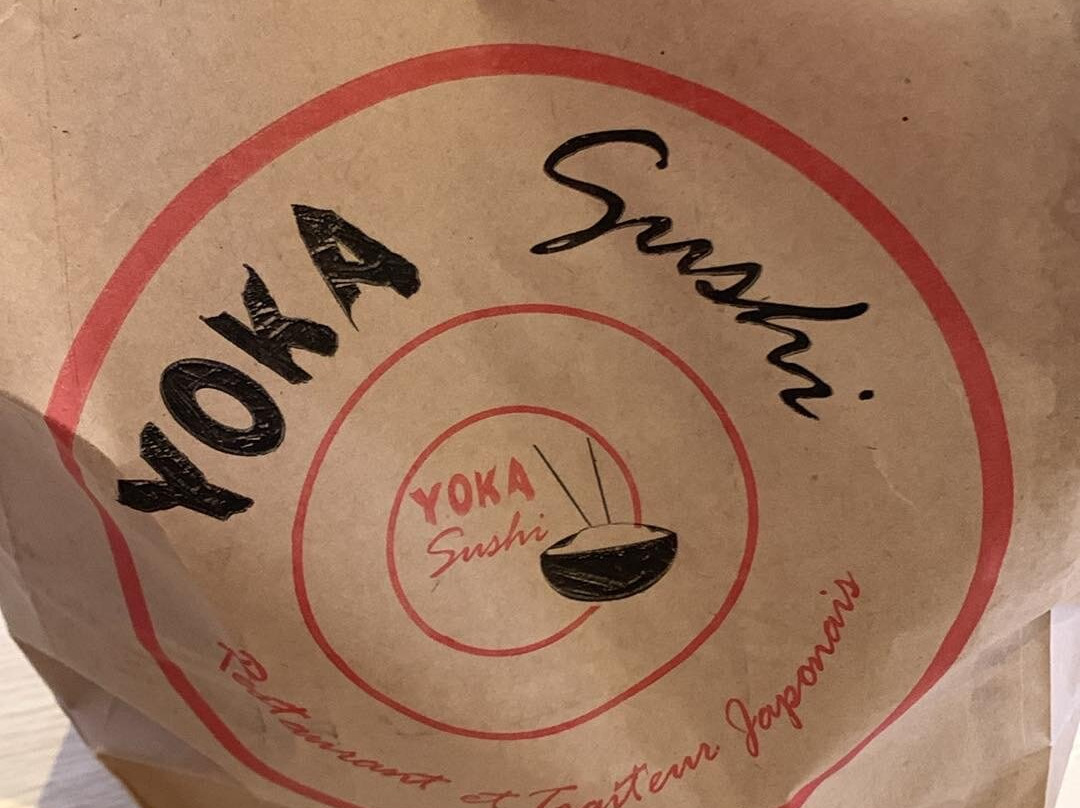 YOKA Sushi
YOKA
Sushi
Restaurant et Traiteur Japonais